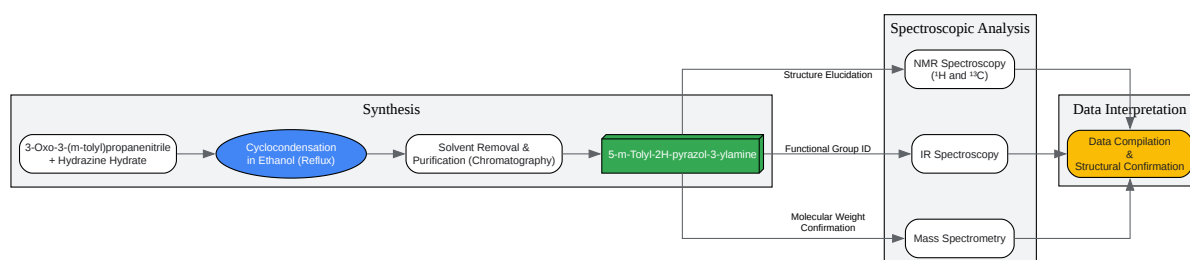 Spectroscopic Analysis
NMR Spectroscopy
(¹H and ¹³C)
Structure Elucidation
Synthesis
Data Interpretation
3-Oxo-3-(m-tolyl)propanenitrile
+ Hydrazine Hydrate
Cyclocondensation
in Ethanol (Reflux)
Solvent Removal &
Purification (Chromatography)
5-m-Tolyl-2H-pyrazol-3-ylamine
Functional Group ID
IR Spectroscopy
Data Compilation
&
Structural Confirmation
Molecular Weight
Confirmation
Mass Spectrometry